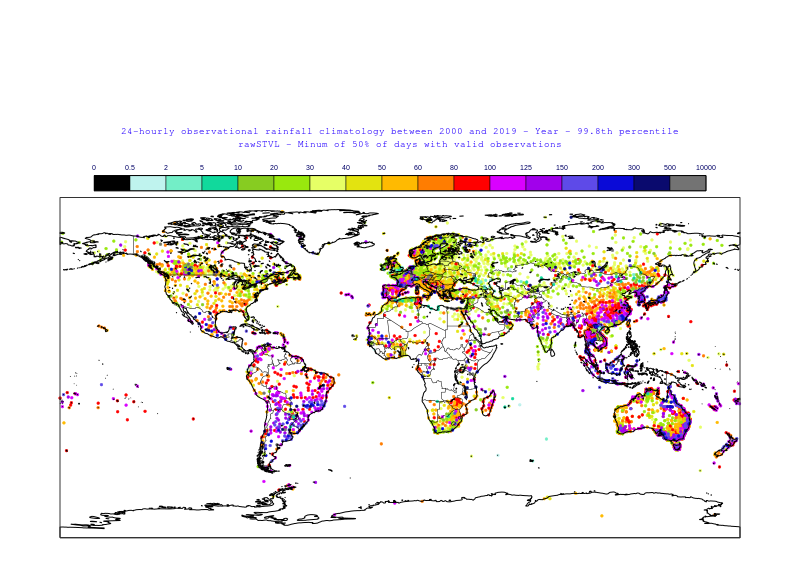 24-hourly observational rainfall climatology between 2000 and 2019 - Year - 99.8th percentile
rawSTVL - Minum of 50% of days with valid observations
0 0.5 2 5 10 20 30 40 60 80 100 125 150 200 300 500 10000